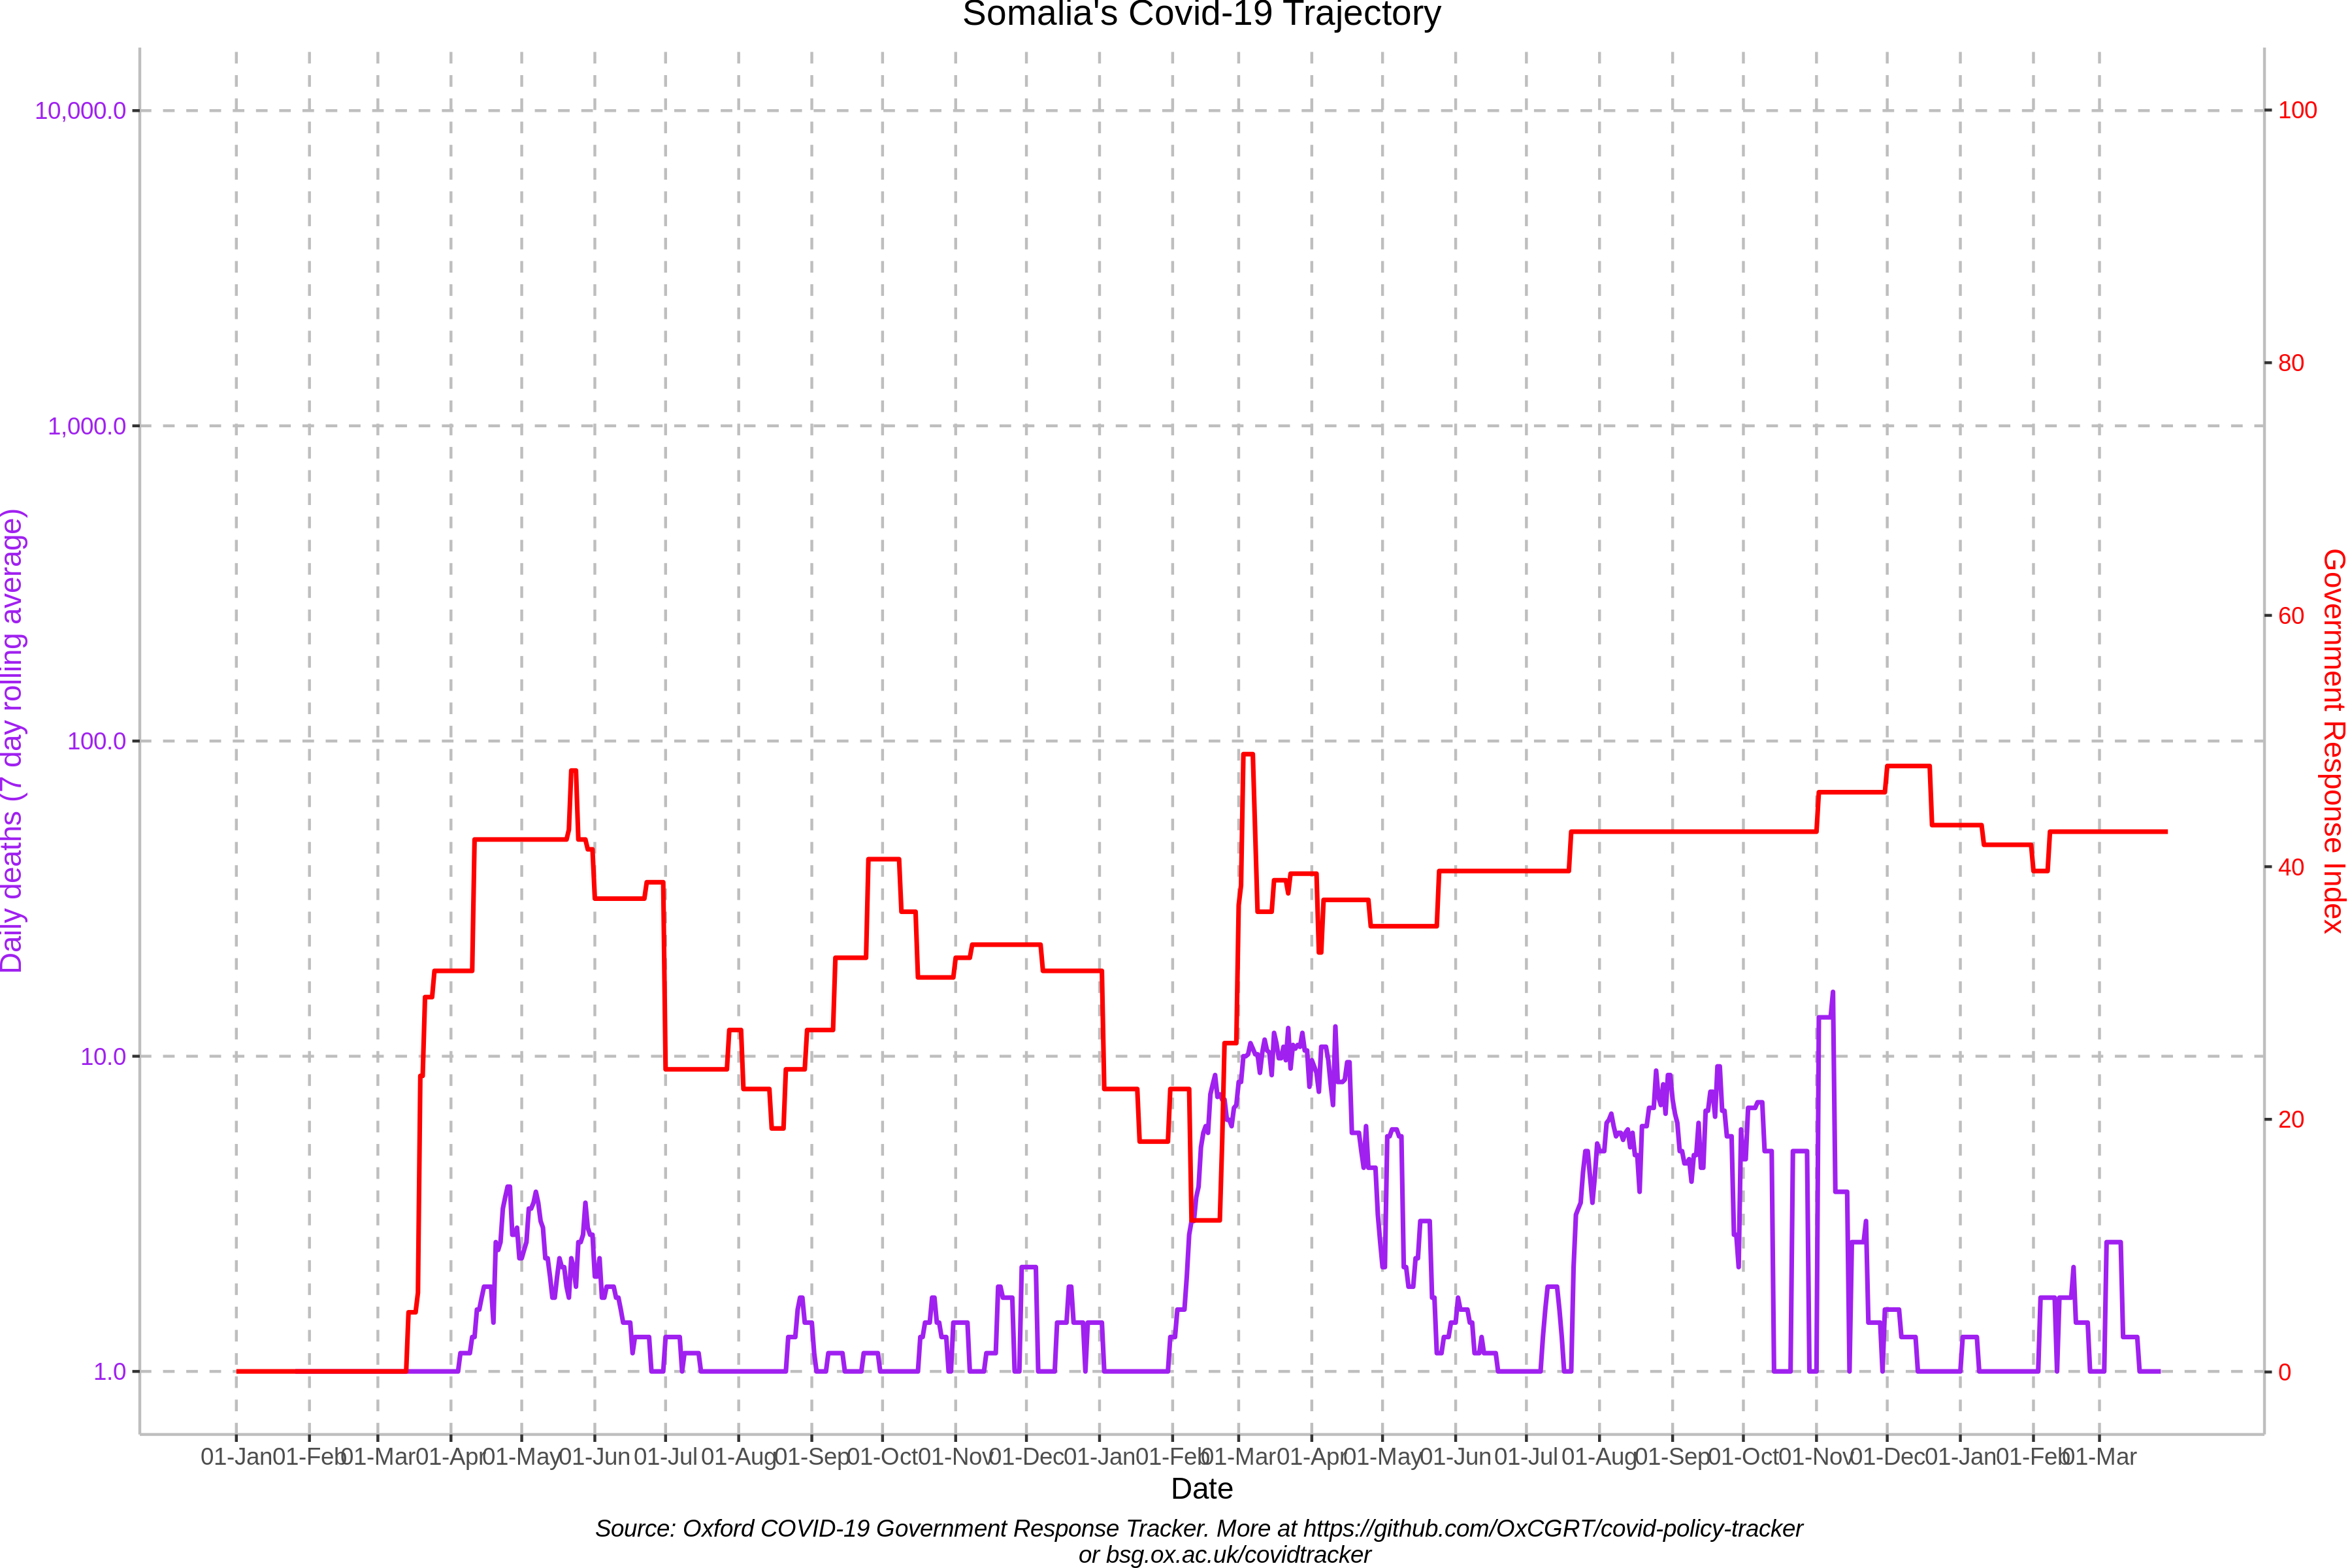 Somalia's Covid-19 Trajectory
10,000.0
1,000.0
100.0
10.0
1.0
Daily deaths (7 day rolling average)
100
80
60
40
20
0
Government Response Index
01-Jan 01-Feb 01-Mar 01-Apr 01-May 01-Jun 01-Jul 01-Aug 01-Sep 01-Oct 01-Nov 01-Dec 01-Jan 01-Feb 01-Mar 01-Apr 01-May 01-Jun 01-Jul 01-Aug 01-Sep 01-Oct 01-Nov 01-Dec 01-Jan 01-Feb 01-Mar
Date
Source: Oxford COVID-19 Government Response Tracker. More at https://github.com/OxCGRT/covid-policy-tracker
or bsg.ox.ac.uk/covidtracker